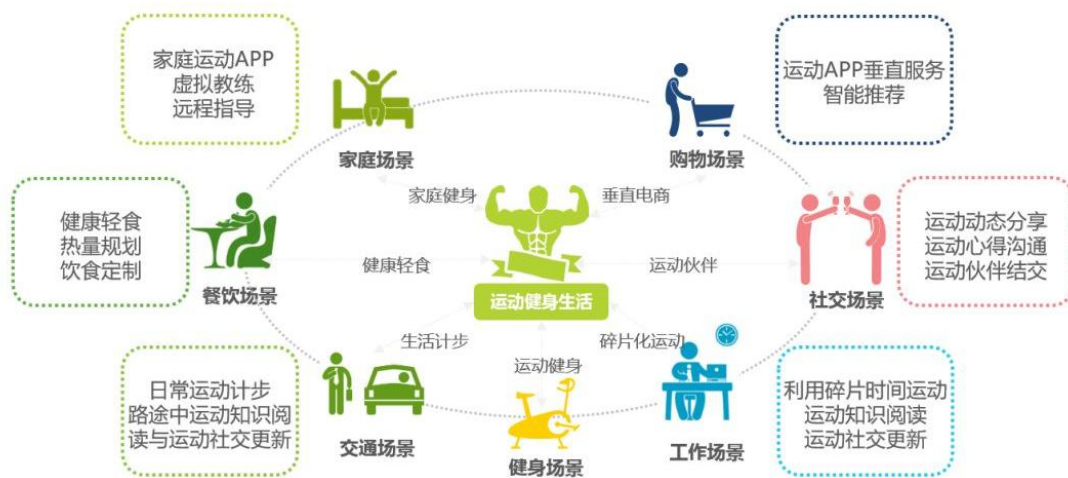 家庭运动APP
虚拟教练
远程指导
运动APP垂直服务
智能推荐
家庭场景
购物场景
家庭健身
垂直电商
健康轻食
热量规划
饮食定制
健康轻食
运动伙伴
运动动态分享
运动心得沟通
运动伙伴结交
餐饮场景
运动健身生活
社交场景
生活计步
碎片化运动
运动健身
日常运动计步
路途中运动知识阅
读与运动社交更新
利用碎片时间运动
运动知识阅读
运动社交更新
交通场景
健身场景
工作场景